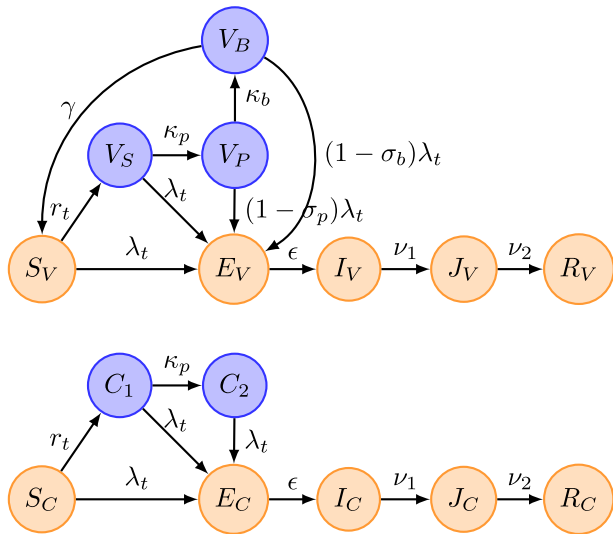 V_B
γ
κ_b
κ_p
V_S
V_P
(1 − σ_b)λ_t
r_t
λ_t
(1 − σ_p)λ_t
λ_t
ϵ
ν_1
ν_2
S_V
E_V
I_V
J_V
R_V
κ_p
C_1
C_2
r_t
λ_t
λ_t
λ_t
ϵ
ν_1
ν_2
S_C
E_C
I_C
J_C
R_C